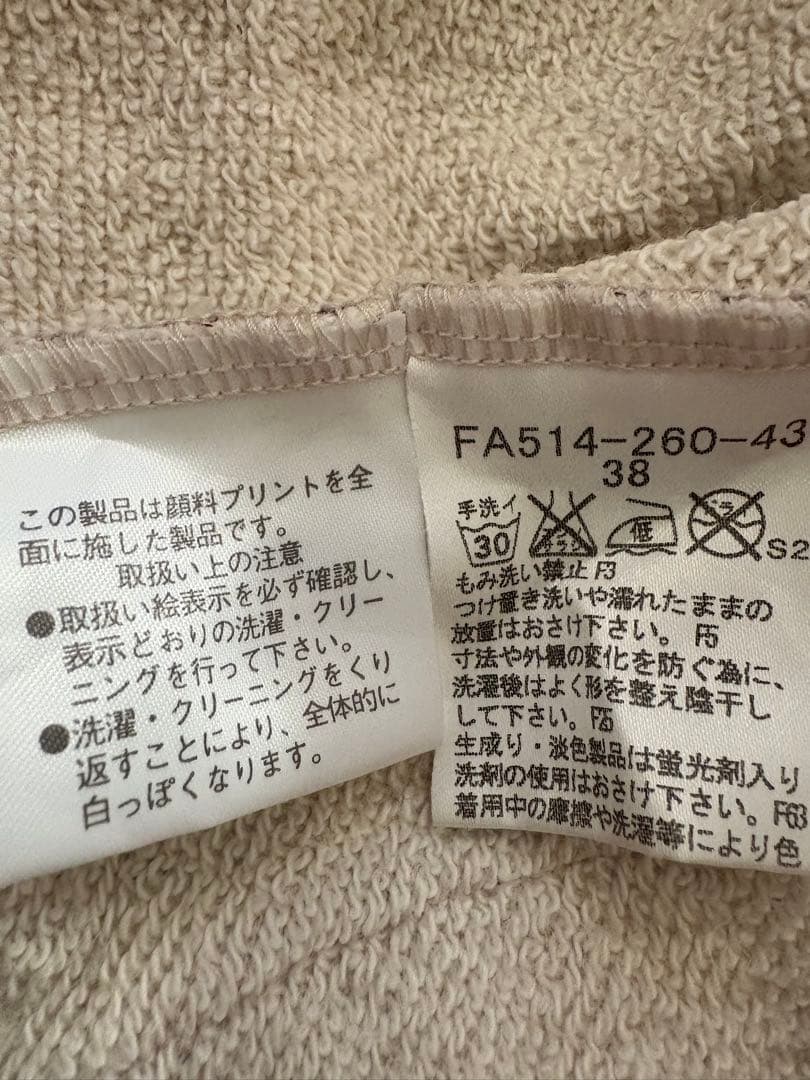 この製品は顔料プリントを全
面に施した製品です。
取扱い上の注意
●取扱い絵表示を必ず確認し、
表示どおりの洗濯・クリー
ニングを行って下さい。
●洗濯・クリーニングをくり
返すことにより、全体的に
白っぽくなります。
FA514-260-43
38
手洗イ
30
エンソサラシ
低
ドライ
S2
もみ洗い禁止 F3
つけ置き洗いや濡れたままの
放置はおさけ下さい。 F5
寸法や外観の変化を防ぐ為に、
洗濯後はよく形を整え陰干し
して下さい。F25
生成り・淡色製品は蛍光剤入り
洗剤の使用はおさけ下さい。F63
着用中の摩擦や洗濯等により色